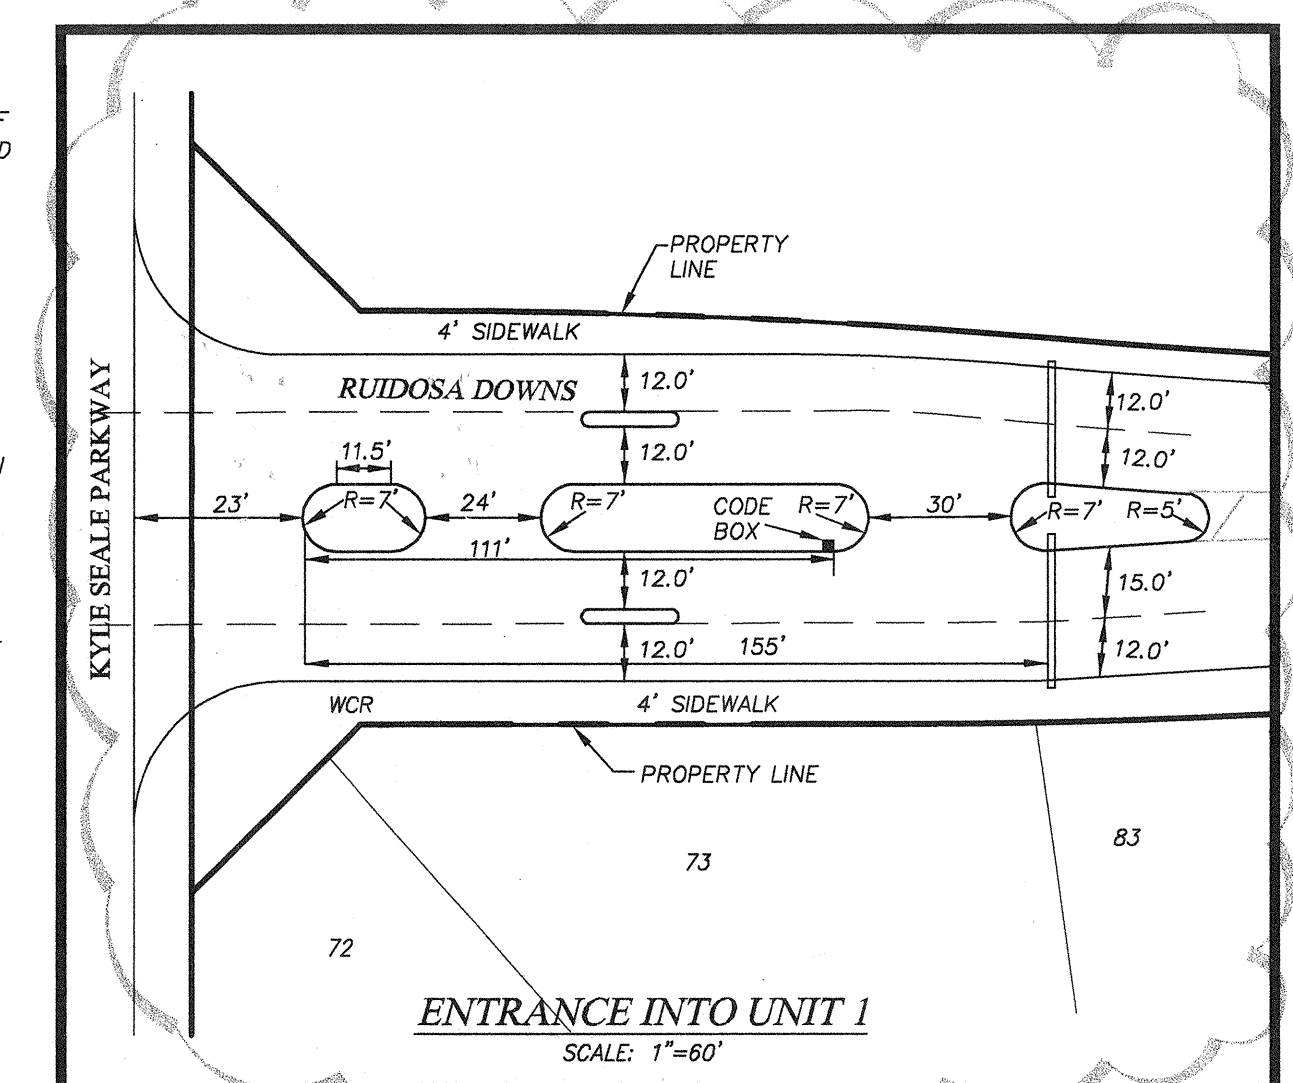 PROPERTY
LINE
4' SIDEWALK
RUIDOSA DOWNS
12.0'
12.0'
12.0'
12.0'
11.5'
23'
R=7'
24'
R=7'
CODE
BOX
R=7'
30'
R=7'
R=5'
111'
12.0'
15.0'
12.0'
155'
12.0'
WCR
4' SIDEWALK
PROPERTY LINE
KYLE SEALE PARKWAY
83
73
72
ENTRANCE INTO UNIT 1
SCALE: 1"=60'